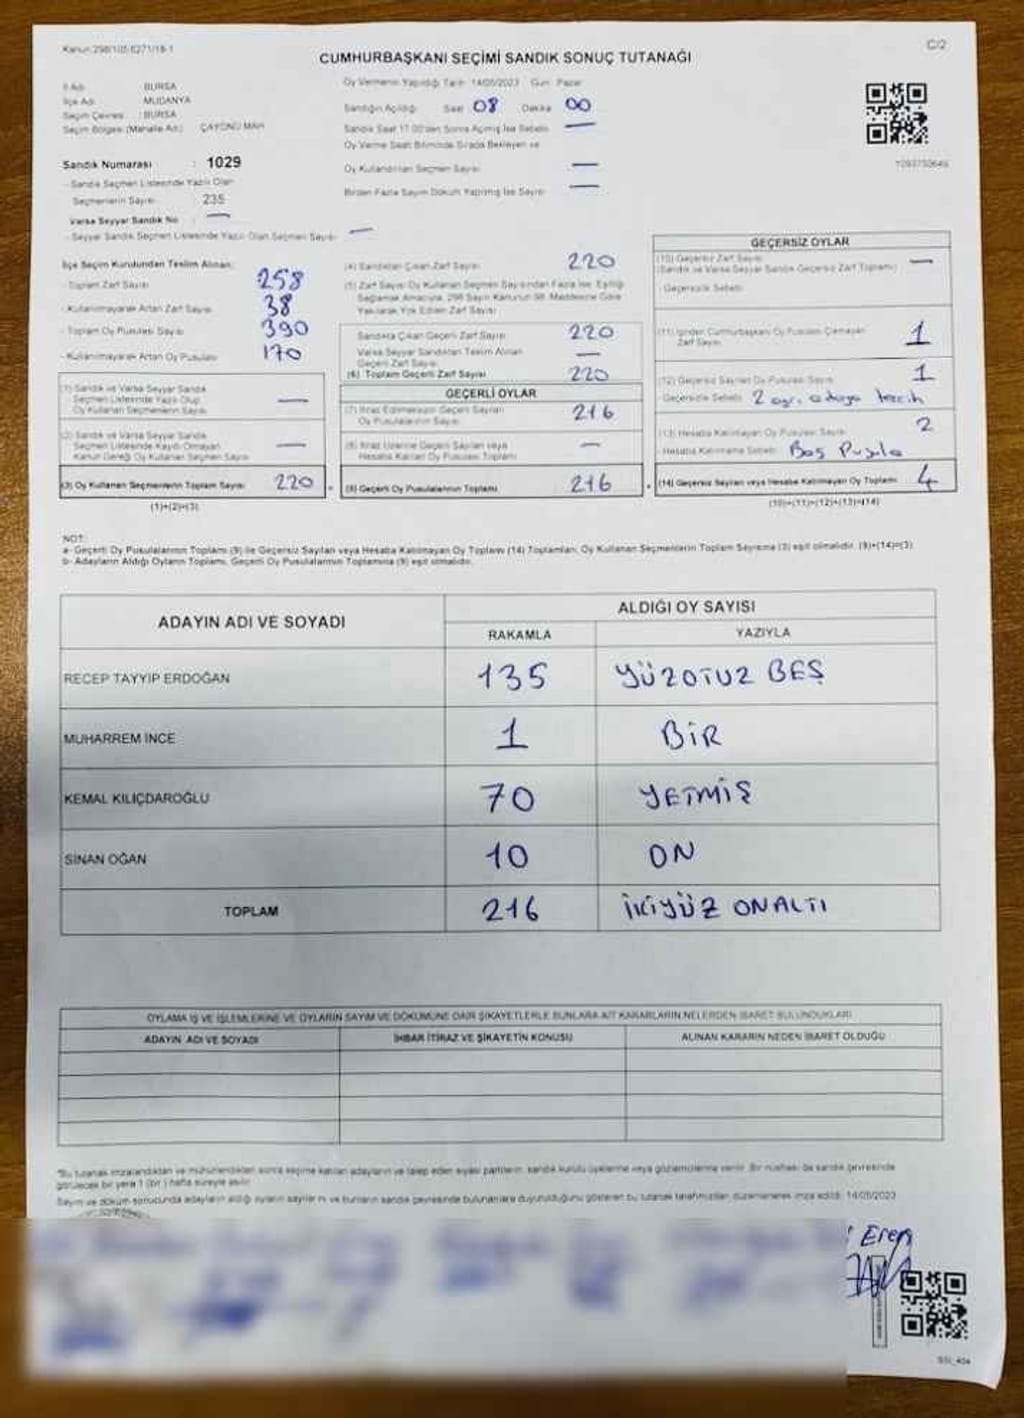 Kanun:298/105-6271/18-1
C/2
CUMHURBAŞKANI SEÇİMİ SANDIK SONUÇ TUTANAĞI
İl Adı BURSA
İlçe Adı MUDANYA
Seçim Çevresi : BURSA
Seçim Bölgesi (Mahalle Adı) ÇAYÖNÜ MAH
Sandık Numarası : 1029
- Sandık Seçmen Listesinde Yazılı Olan
Seçmenlerin Sayısı 235
Varsa Seyyar Sandık No —
- Seyyar Sandık Seçmen Listesinde Yazılı Olan Seçmen Sayısı —
Oy Vermenin Yapıldığı Tarih 14/05/2023 Gün Pazar
Sandığın Açıldığı Saat 08 Dakika 00
Sandık Saat 17.00'den Sonra Açılmış İse Sebebi —
Oy Verme Saati Bitiminde Sırada Bekleyen ve
Oy Kullandırılan Seçmen Sayısı —
Birden Fazla Sayım Döküm Yapılmış İse Sayısı —
İlçe Seçim Kurulundan Teslim Alınan:
- Toplam Zarf Sayısı 258
- Kullanılmayarak Artan Zarf Sayısı 38
- Toplam Oy Pusulası Sayısı 390
- Kullanılmayarak Artan Oy Pusulası 170
(1) Sandık ve Varsa Seyyar Sandık
Seçmen Listesinde Yazılı Olup
Oy Kullanan Seçmenlerin Sayısı —
(2) Sandık ve Varsa Seyyar Sandık
Seçmen Listesinde Kaydı Olmayan
Kanun Gereği Oy Kullanan Seçmen Sayısı —
(3) Oy Kullanan Seçmenlerin Toplam Sayısı 220
(1)+(2)=(3)
(4) Sandıktan Çıkan Zarf Sayısı 220
(5) Zarf Sayısı Oy Kullanan Seçmen Sayısından Fazla İse, Eşitliği
Sağlamak Amacıyla, 298 Sayılı Kanunun 98. Maddesine Göre
Yakılarak Yok Edilen Zarf Sayısı
Sandıkta Çıkan Geçerli Zarf Sayısı 220
Varsa Seyyar Sandıktan Teslim Alınan
Geçerli Zarf Sayısı —
(6) Toplam Geçerli Zarf Sayısı 220
GEÇERLİ OYLAR
(7) İtiraz Edilmeksizin Geçerli Sayılan
Oy Pusulalarının Sayısı 216
(8) İtiraz Üzerine Geçerli Sayılan veya
Hesaba Katılan Oy Pusulası Toplamı —
(9) Geçerli Oy Pusulalarının Toplamı 216
GEÇERSİZ OYLAR
(10) Geçersiz Zarf Sayısı
(Sandık ve Varsa Seyyar Sandık Geçersiz Zarf Toplamı) —
- Geçersizlik Sebebi
(11) İçinden Cumhurbaşkanı Oy Pusulası Çıkmayan
Zarf Sayısı 1
(12) Geçersiz Sayılan Oy Pusulası Sayısı 1
- Geçersizlik Sebebi 2 ayrı adaya tercih
(13) Hesaba Katılmayan Oy Pusulası Sayısı 2
- Hesaba Katılmama Sebebi Boş Pusula
(14) Geçersiz Sayılan veya Hesaba Katılmayan Oy Toplamı 4
(10)+(11)+(12)+(13)=(14)
NOT:
a- Geçerli Oy Pusulalarının Toplamı (9) ile Geçersiz Sayılan veya Hesaba Katılmayan Oy Toplamı (14) Toplamları, Oy Kullanan Seçmenlerin Toplam Sayısına (3) eşit olmalıdır. (9)+(14)=(3)
b- Adayların Aldığı Oyların Toplamı, Geçerli Oy Pusulalarının Toplamına (9) eşit olmalıdır.
ADAYIN ADI VE SOYADI
ALDIĞI OY SAYISI
RAKAMLA YAZIYLA
RECEP TAYYIP ERDOĞAN 135 YÜZOTUZ BEŞ
MUHARREM İNCE 1 BİR
KEMAL KILIÇDAROĞLU 70 YETMİŞ
SİNAN OĞAN 10 ON
TOPLAM 216 İKİYÜZ ONALTI
OYLAMA İŞ VE İŞLEMLERİNE VE OYLARIN SAYIM VE DÖKÜMÜNE DAİR ŞİKAYETLERLE BUNLARA AİT KARARLARIN NELERDEN İBARET BULUNDUKLARI
ADAYIN ADI VE SOYADI İHBAR İTİRAZ VE ŞİKAYETİN KONUSU ALINAN KARARIN NEDEN İBARET OLDUĞU
*Bu tutanak imzalandıktan ve mühürlendikten sonra seçime katılan adayların ve talep eden siyasi partilerin, sandık kurulu üyelerine veya gözlemcilerine verilir. Bir nüshası da sandık çevresinde
görülecek bir yere 1 (bir) hafta süreyle asılır.
Sayım ve döküm sonucunda adayların aldığı oyların sayılarını ve bunların sandık çevresinde bulunanlara duyurulduğunu gösteren bu tutanak tarafımızdan düzenlenerek imza edildi. 14/05/2023
Eren